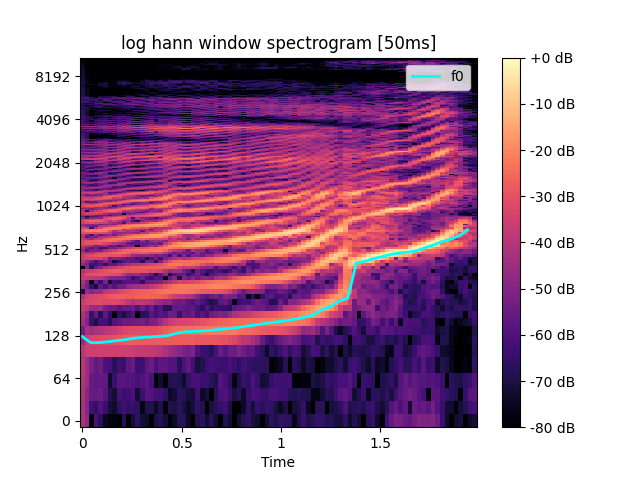 log hann window spectrogram [50ms]
f0
8192
4096
2048
1024
512
256
128
64
0
Hz
0
0.5
1
1.5
Time
+0 dB
-10 dB
-20 dB
-30 dB
-40 dB
-50 dB
-60 dB
-70 dB
-80 dB